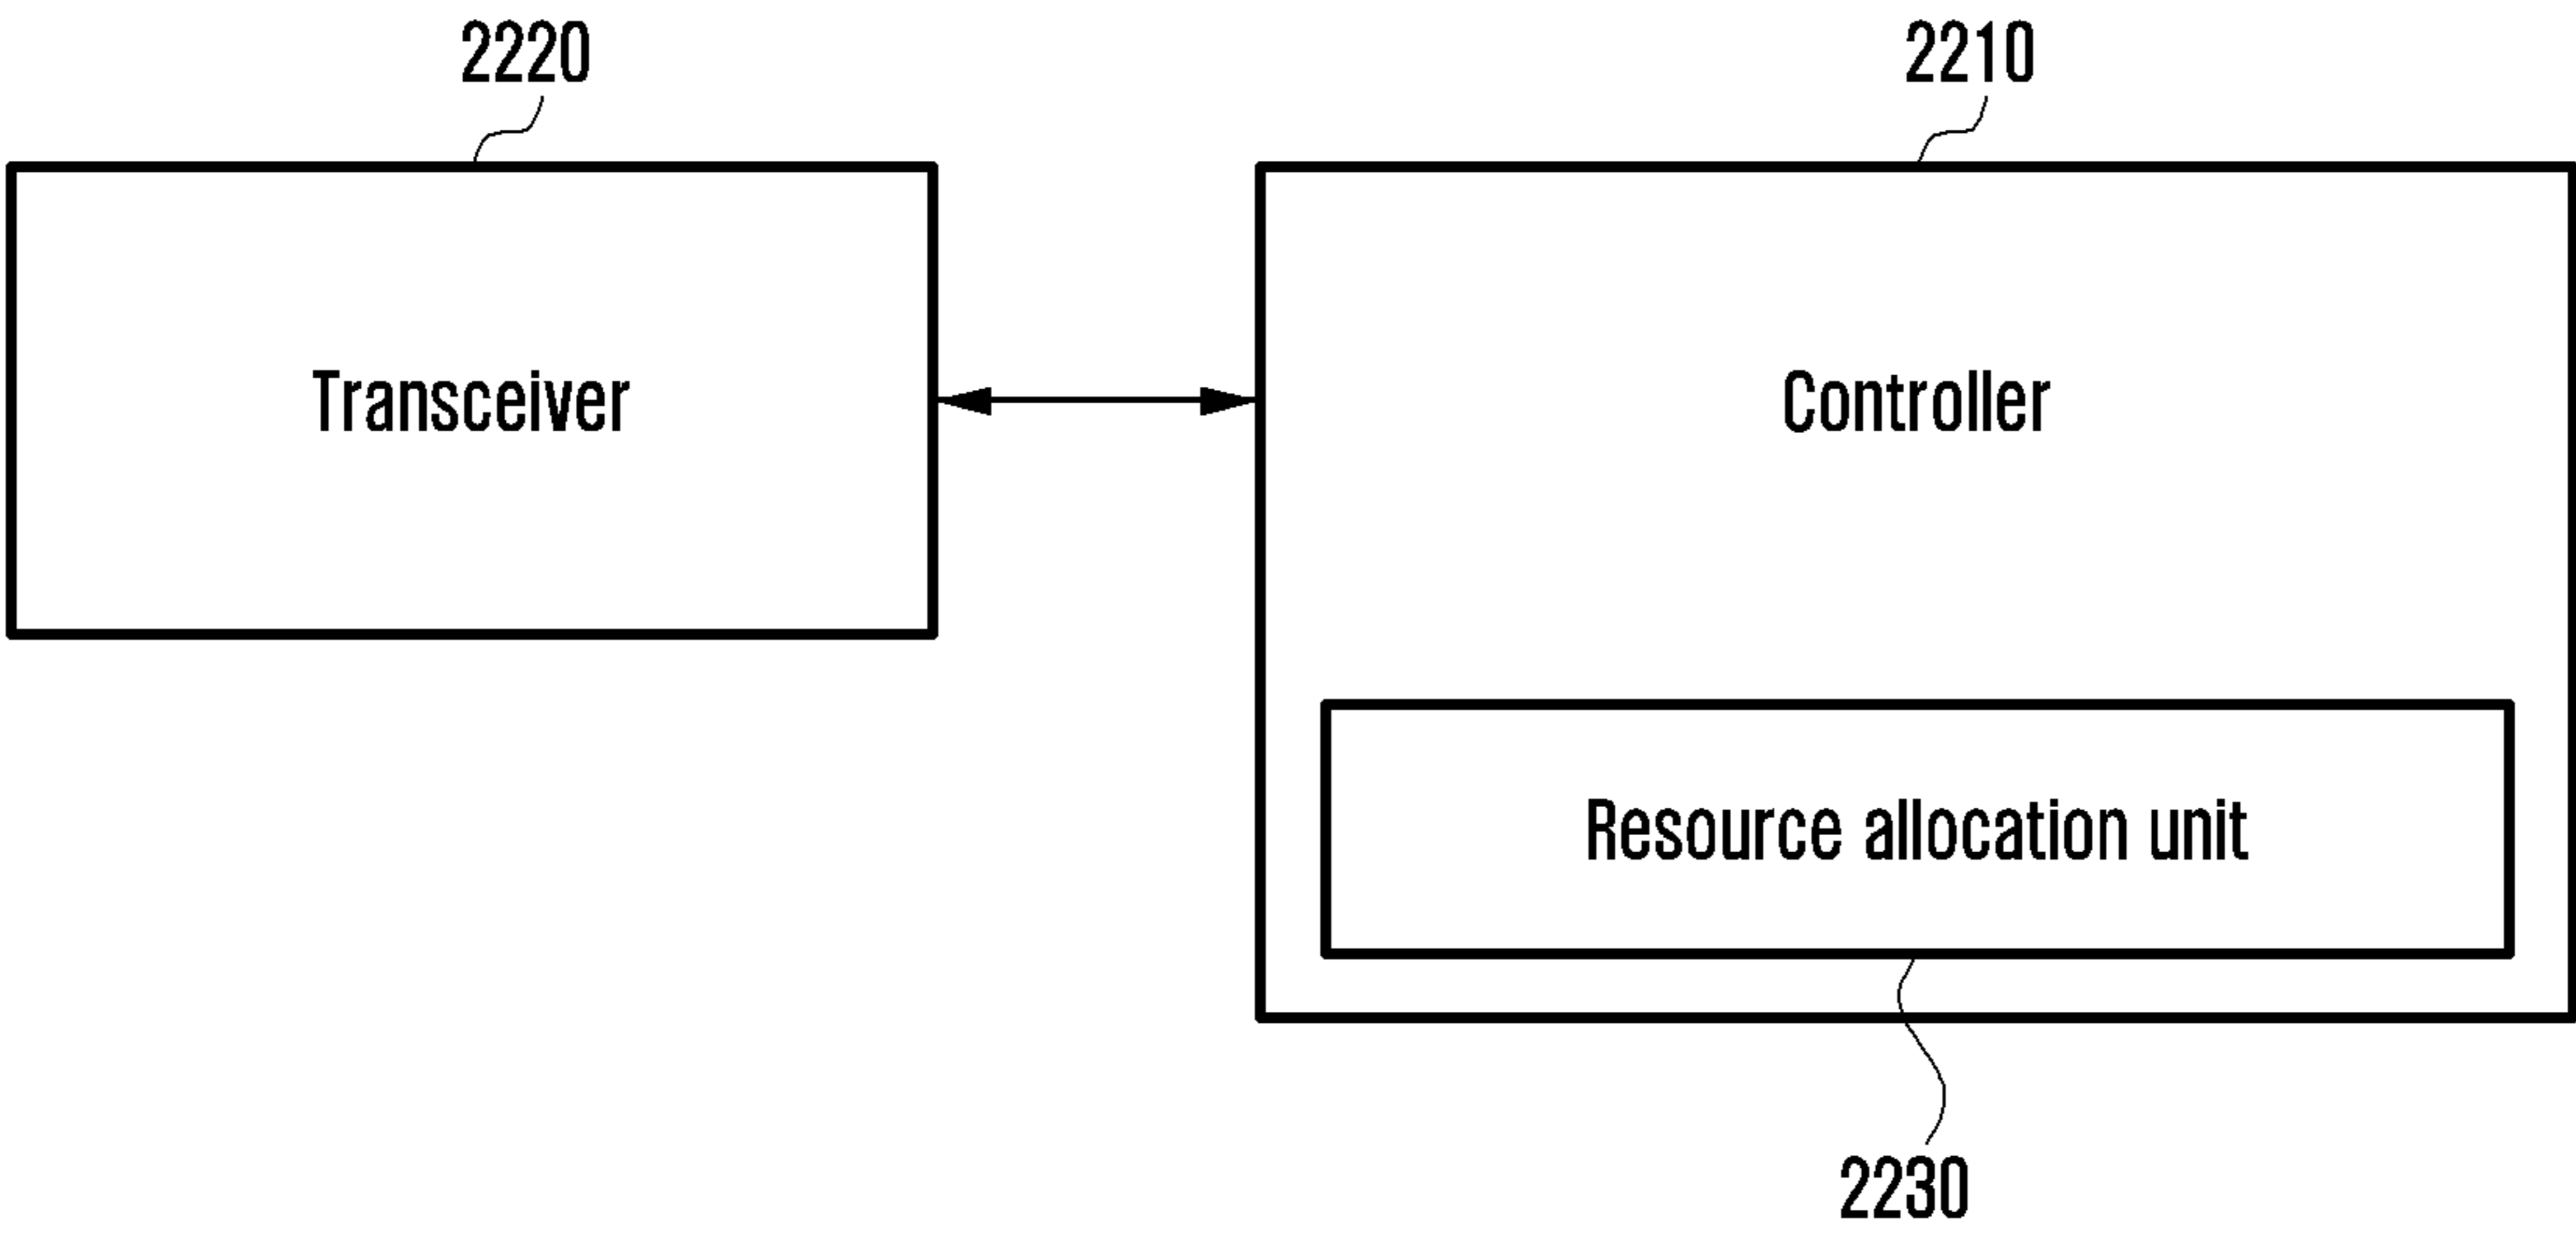 2220
2210
Transceiver
Controller
Resource allocation unit
2230